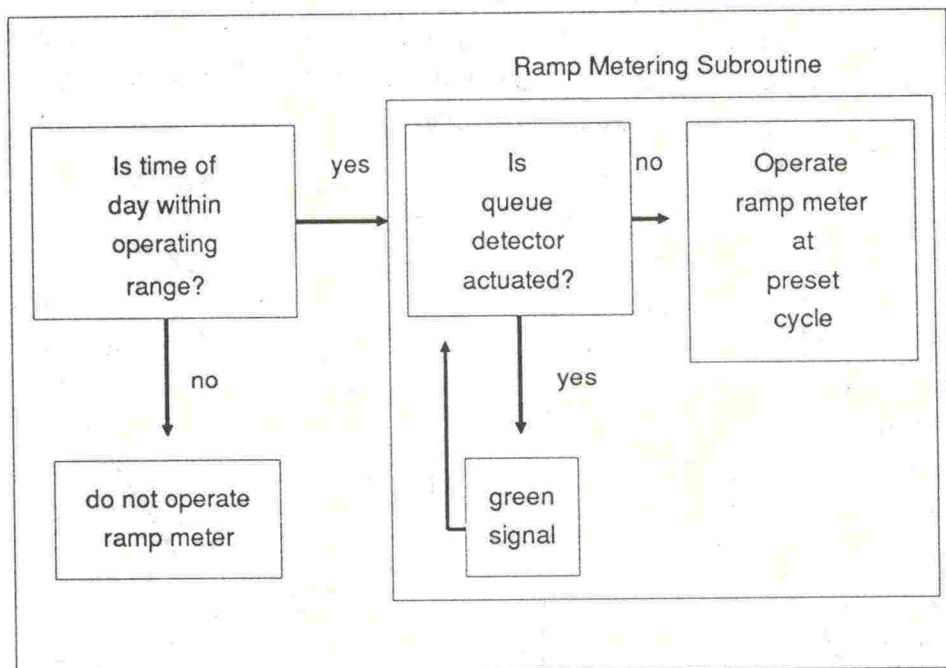 Ramp Metering Subroutine
Is time of
day within
operating
range?
yes
Is
queue
detector
actuated?
no
Operate
ramp meter
at
preset
cycle
no
yes
do not operate
ramp meter
green
signal